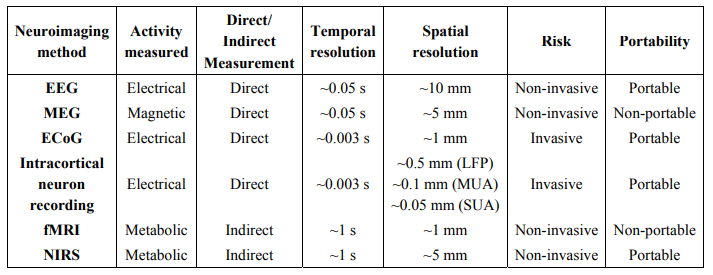 Neuroimaging method | Activity measured | Direct/ Indirect Measurement | Temporal resolution | Spatial resolution | Risk | Portability
EEG | Electrical | Direct | ~0.05 s | ~10 mm | Non-invasive | Portable
MEG | Magnetic | Direct | ~0.05 s | ~5 mm | Non-invasive | Non-portable
ECoG | Electrical | Direct | ~0.003 s | ~1 mm | Invasive | Portable
Intracortical neuron recording | Electrical | Direct | ~0.003 s | ~0.5 mm (LFP) ~0.1 mm (MUA) ~0.05 mm (SUA) | Invasive | Portable
fMRI | Metabolic | Indirect | ~1 s | ~1 mm | Non-invasive | Non-portable
NIRS | Metabolic | Indirect | ~1 s | ~5 mm | Non-invasive | Portable